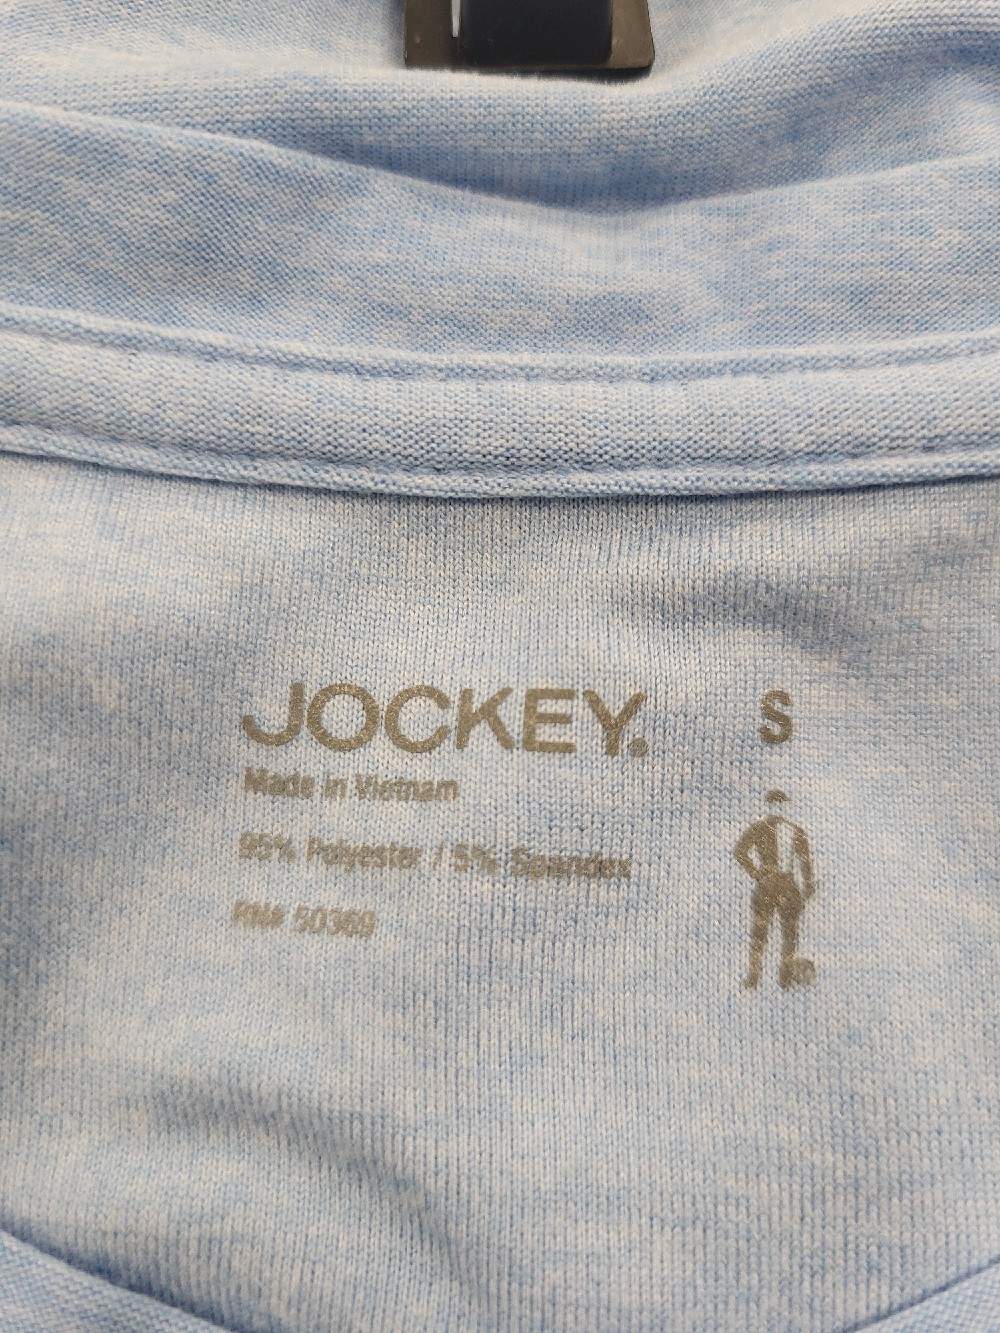 JOCKEY. S
Made in Vietnam
95% Polyester / 5% Spandex
RN# 50369